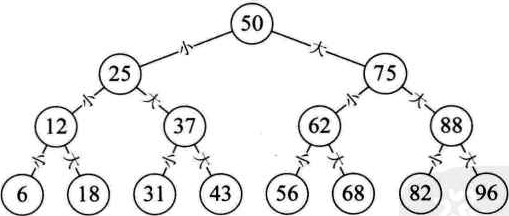 50
小 大
25 75
小 大 小 大
12 37 62 88
小 大 小 大 小 大 小 大
6 18 31 43 56 68 82 96